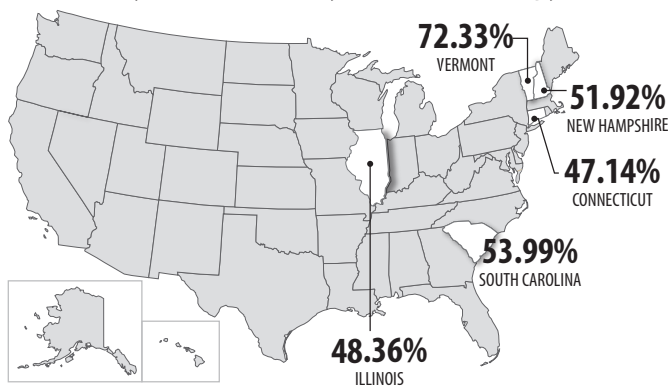 72.33%
VERMONT
51.92%
NEW HAMPSHIRE
47.14%
CONNECTICUT
53.99%
SOUTH CAROLINA
48.36%
ILLINOIS